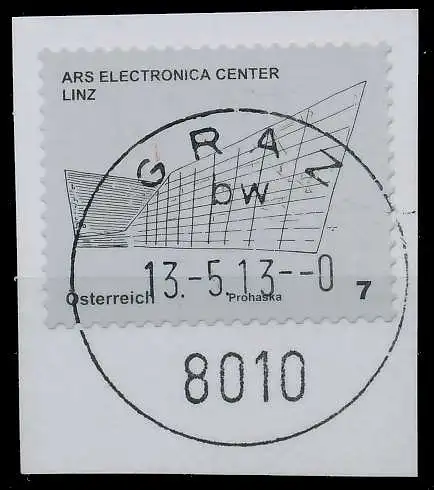 ARS ELECTRONICA CENTER
LINZ
GRAZ
bw
13.-5.13--0
Österreich
Prohaska
7
8010